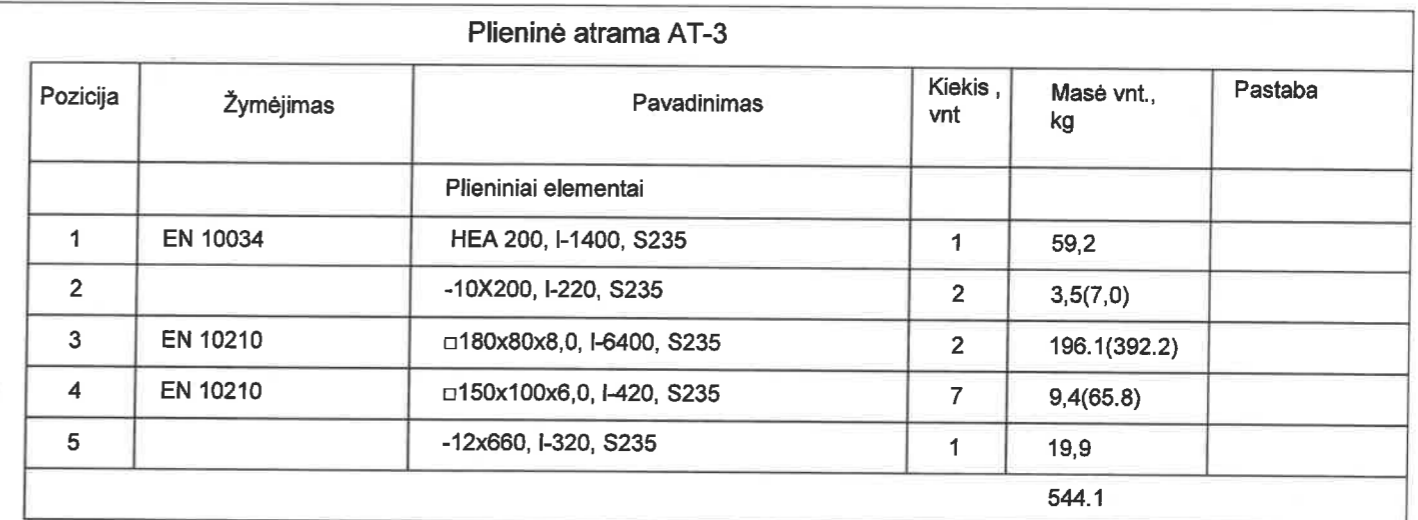 Plieninė atrama AT-3
Pozicija Žymėjimas Pavadinimas Kiekis , vnt Masė vnt., kg Pastaba
Plieniniai elementai
1 EN 10034 HEA 200, l-1400, S235 1 59,2
2 -10X200, l-220, S235 2 3,5(7,0)
3 EN 10210 □180x80x8,0, l-6400, S235 2 196.1(392.2)
4 EN 10210 □150x100x6,0, l-420, S235 7 9,4(65.8)
5 -12x660, l-320, S235 1 19,9
544.1